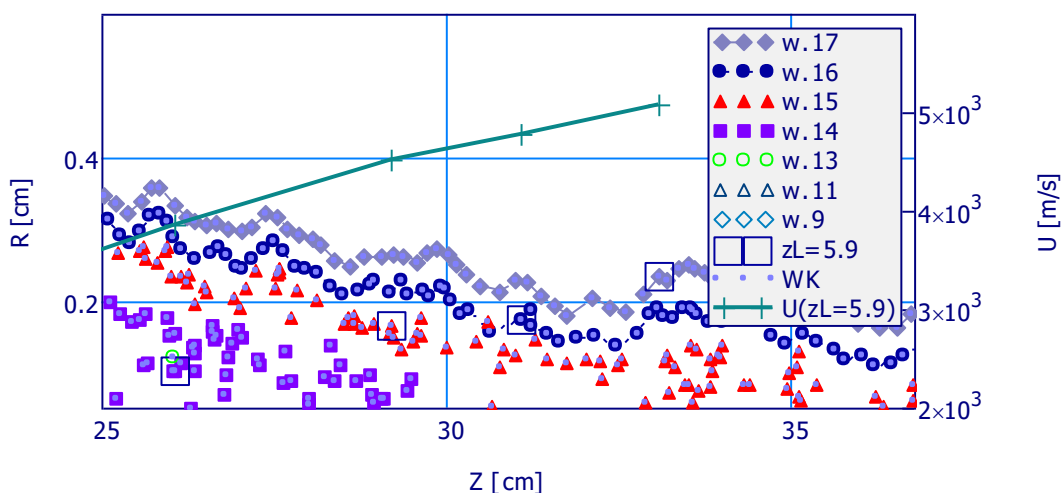 w.17
w.16
w.15
w.14
w.13
w.11
w.9
zL=5.9
WK
U(zL=5.9)
0.4
0.2
R [cm]
5×10³
4×10³
3×10³
2×10³
U [m/s]
25
30
35
Z [cm]